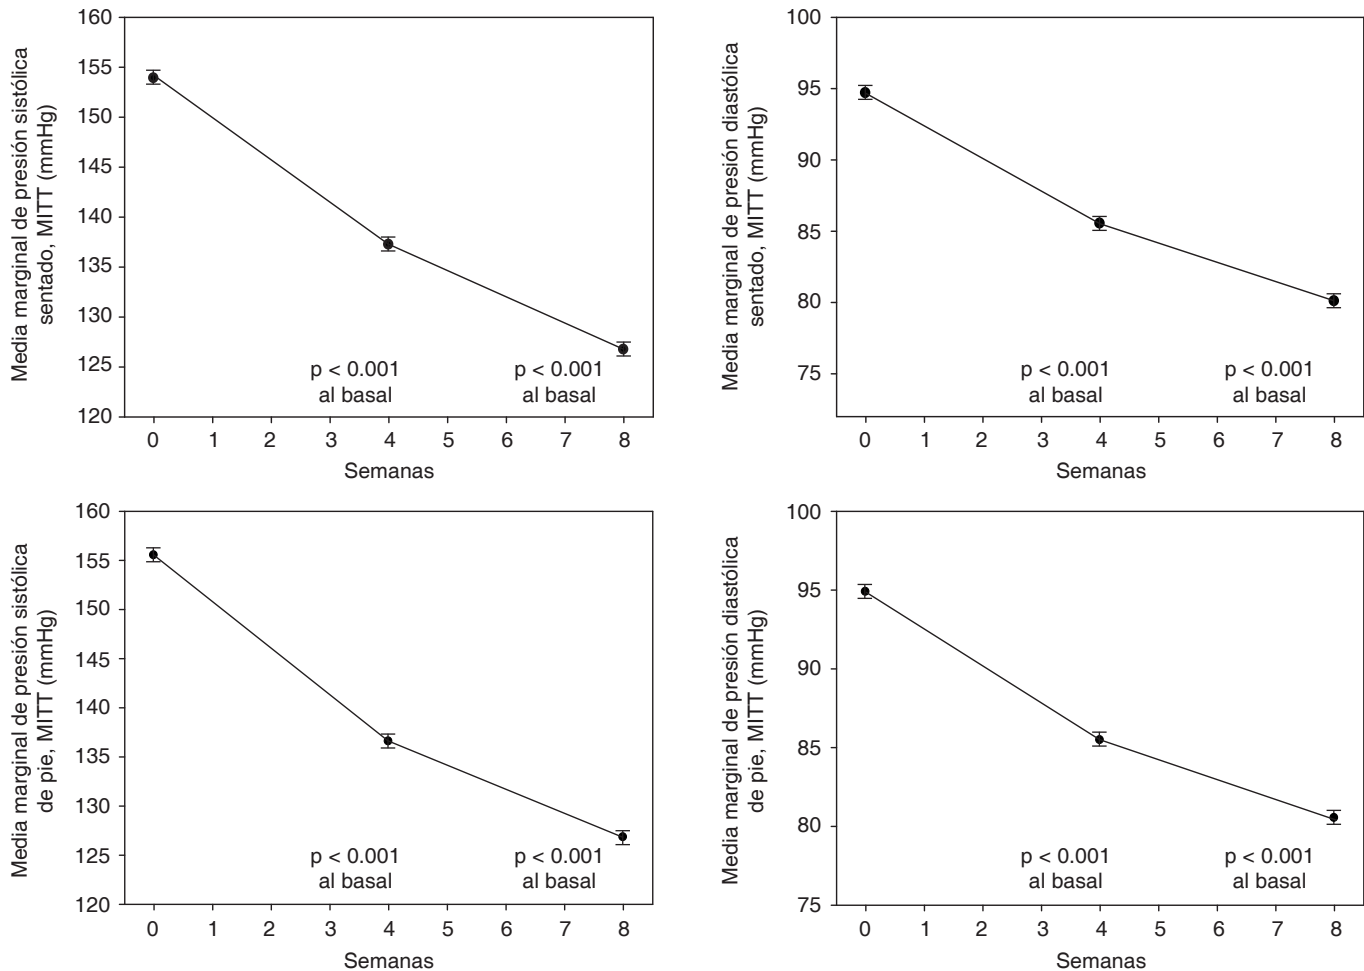 Media marginal de presión sistólica
sentado, MITT (mmHg)
160
155
150
145
140
135
130
125
120
p < 0.001
al basal
p < 0.001
al basal
0 1 2 3 4 5 6 7 8
Semanas
Media marginal de presión diastólica
sentado, MITT (mmHg)
100
95
90
85
80
75
p < 0.001
al basal
p < 0.001
al basal
0 1 2 3 4 5 6 7 8
Semanas
Media marginal de presión sistólica
de pie, MITT (mmHg)
160
155
150
145
140
135
130
125
120
p < 0.001
al basal
p < 0.001
al basal
0 1 2 3 4 5 6 7 8
Semanas
Media marginal de presión diastólica
de pie, MITT (mmHg)
100
95
90
85
80
75
p < 0.001
al basal
p < 0.001
al basal
0 1 2 3 4 5 6 7 8
Semanas